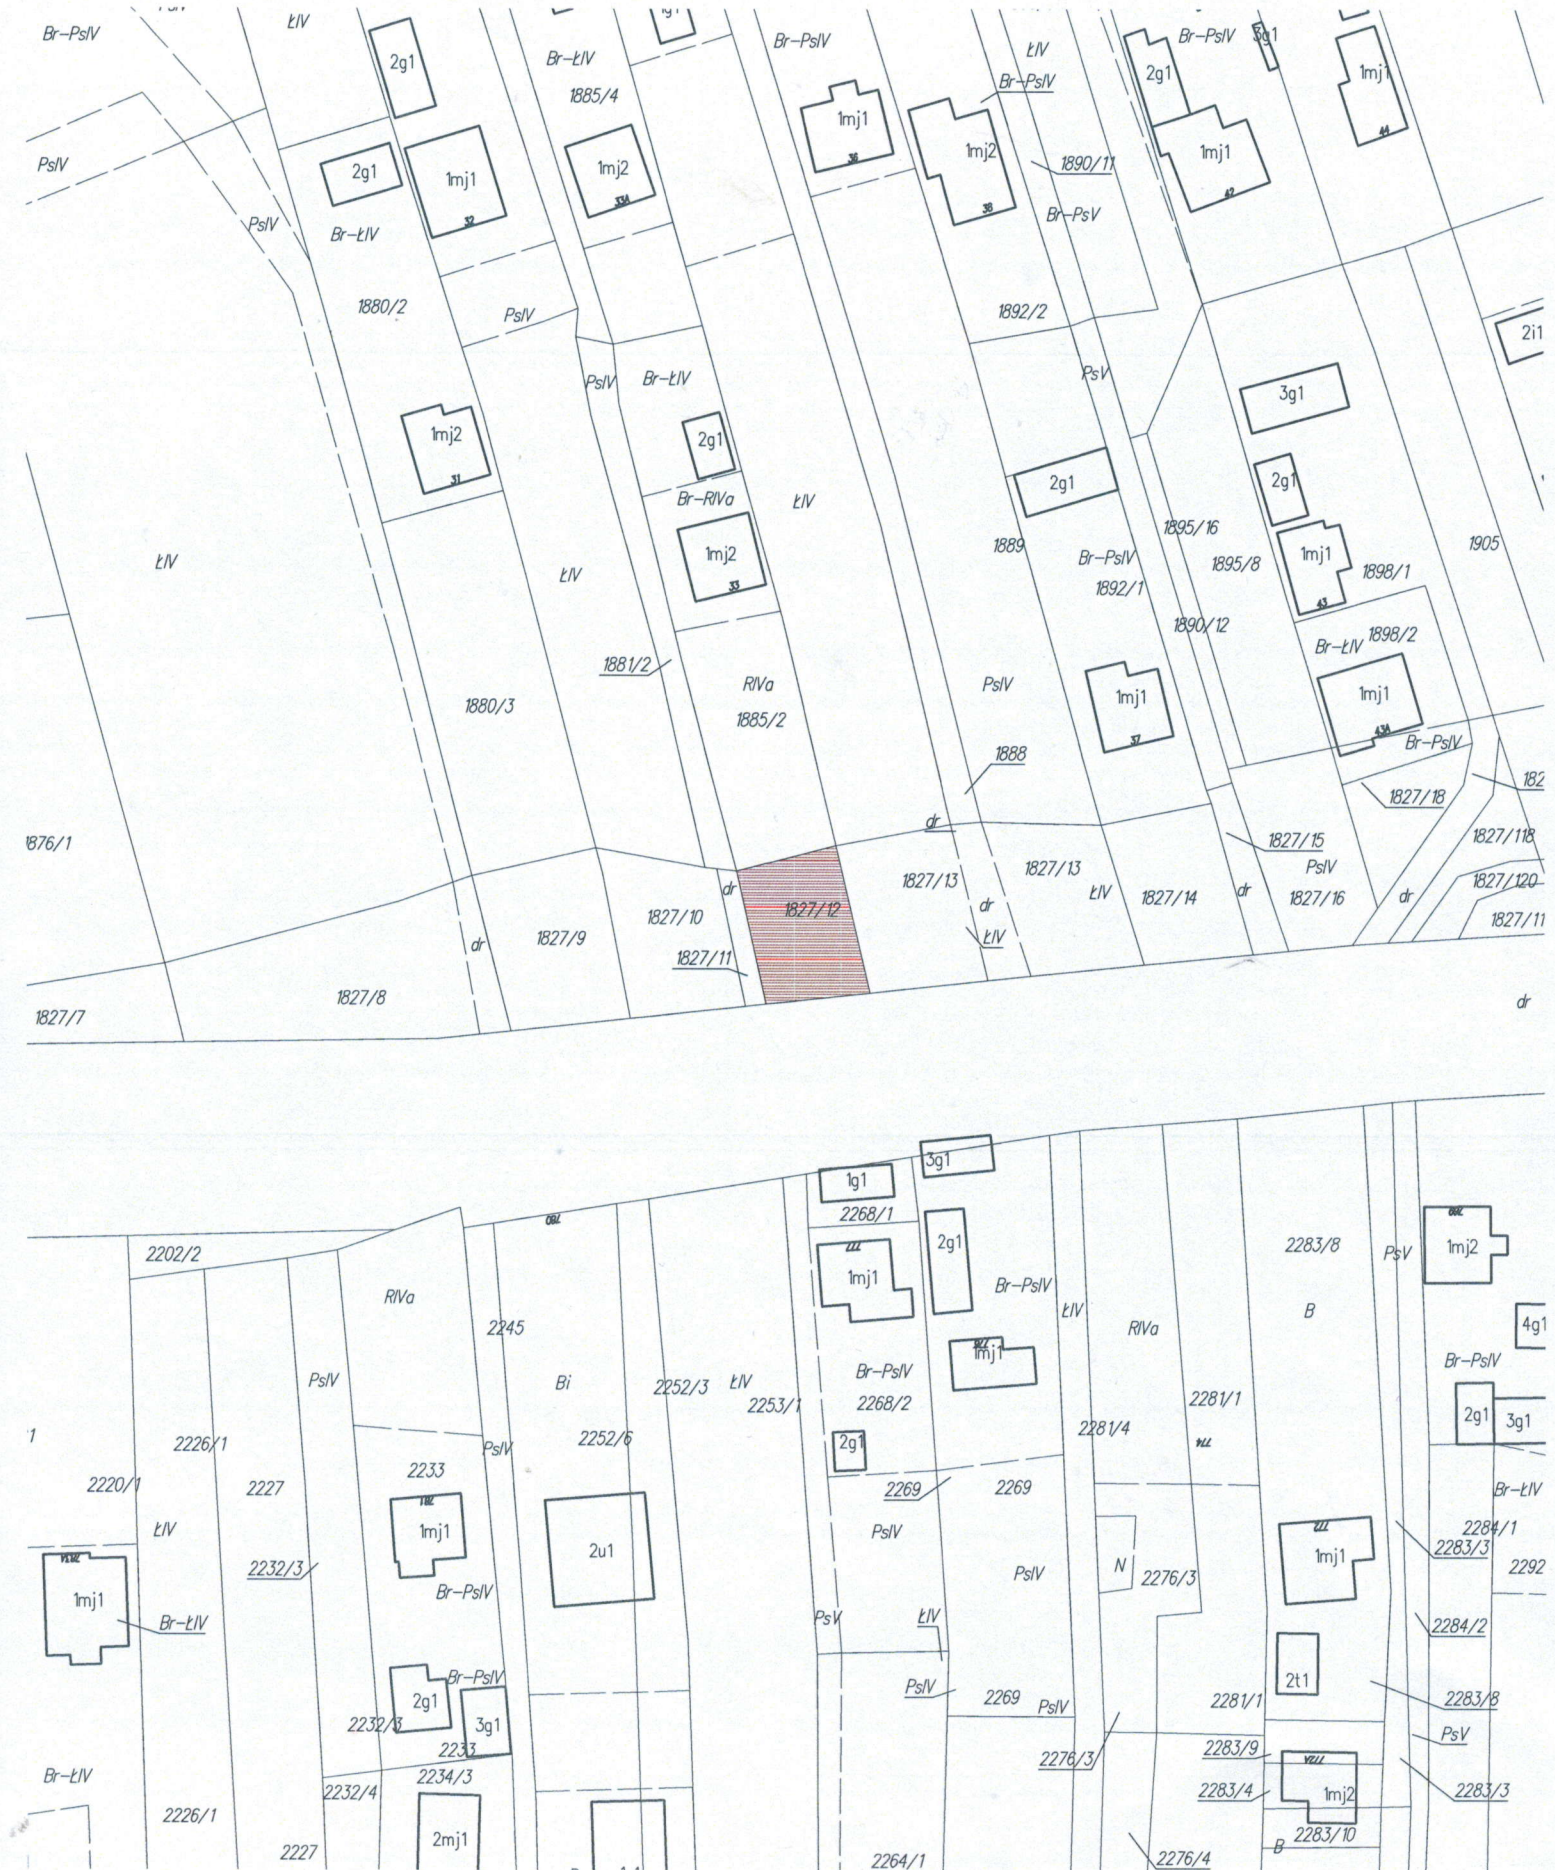 Br-PsIV
ŁIV
2g1
Br-ŁIV
1885/4
Br-PsIV
ŁIV
Br-PsIV
2g1
Br-PsIV
3g1
1mj1
44
PsIV
2g1
1mj1
32
1mj2
33A
1mj1
36
1mj2
38
1890/11
1mj1
42
PsIV
Br-ŁIV
Br-PsV
1880/2
PsIV
1892/2
2i1
PsIV
Br-ŁIV
PsV
3g1
1mj2
31
2g1
2g1
2g1
Br-RIVa
ŁIV
1mj2
33
1889
Br-PsIV
1892/1
1895/16
1895/8
1mj1
43
1898/1
1905
ŁIV
ŁIV
1890/12
Br-ŁIV
1898/2
1881/2
RIVa
1885/2
PsIV
1mj1
37
1mj1
43A
1880/3
Br-PsIV
1888
182
1827/18
dr
1876/1
1827/15
1827/118
PsIV
1827/13
1827/13
1827/120
dr
ŁIV
1827/14
dr
1827/16
dr
1827/10
1827/12
dr
1827/11
1827/9
dr
ŁIV
1827/11
1827/8
1827/7
dr
3g1
1g1
2268/1
780
2202/2
777
1mj1
2g1
2283/8
PsV
1mj2
RIVa
Br-PsIV
ŁIV
RIVa
B
4g1
2245
778
1mj1
PsIV
Bi
2252/3
ŁIV
2253/1
Br-PsIV
2268/2
2281/1
Br-PsIV
1
2226/1
PsIV
2252/6
2g1
2281/4
774
2g1
3g1
2220/1
2227
2233
2269
2269
Br-ŁIV
ŁIV
781
1mj1
2u1
PsIV
772
1mj1
2284/1
2283/3
1mj1
2232/3
Br-PsIV
PsIV
N
2276/3
2292
Br-ŁIV
PsV
ŁIV
2284/2
Br-PsIV
2g1
3g1
2232/3
2233
PsIV
2269
PsIV
2281/1
2t1
2283/8
2276/3
2283/9
PsV
Br-ŁIV
2232/4
2234/3
772A
1mj2
2283/4
2283/3
2226/1
2227
2mj1
2264/1
2276/4
B
2283/10